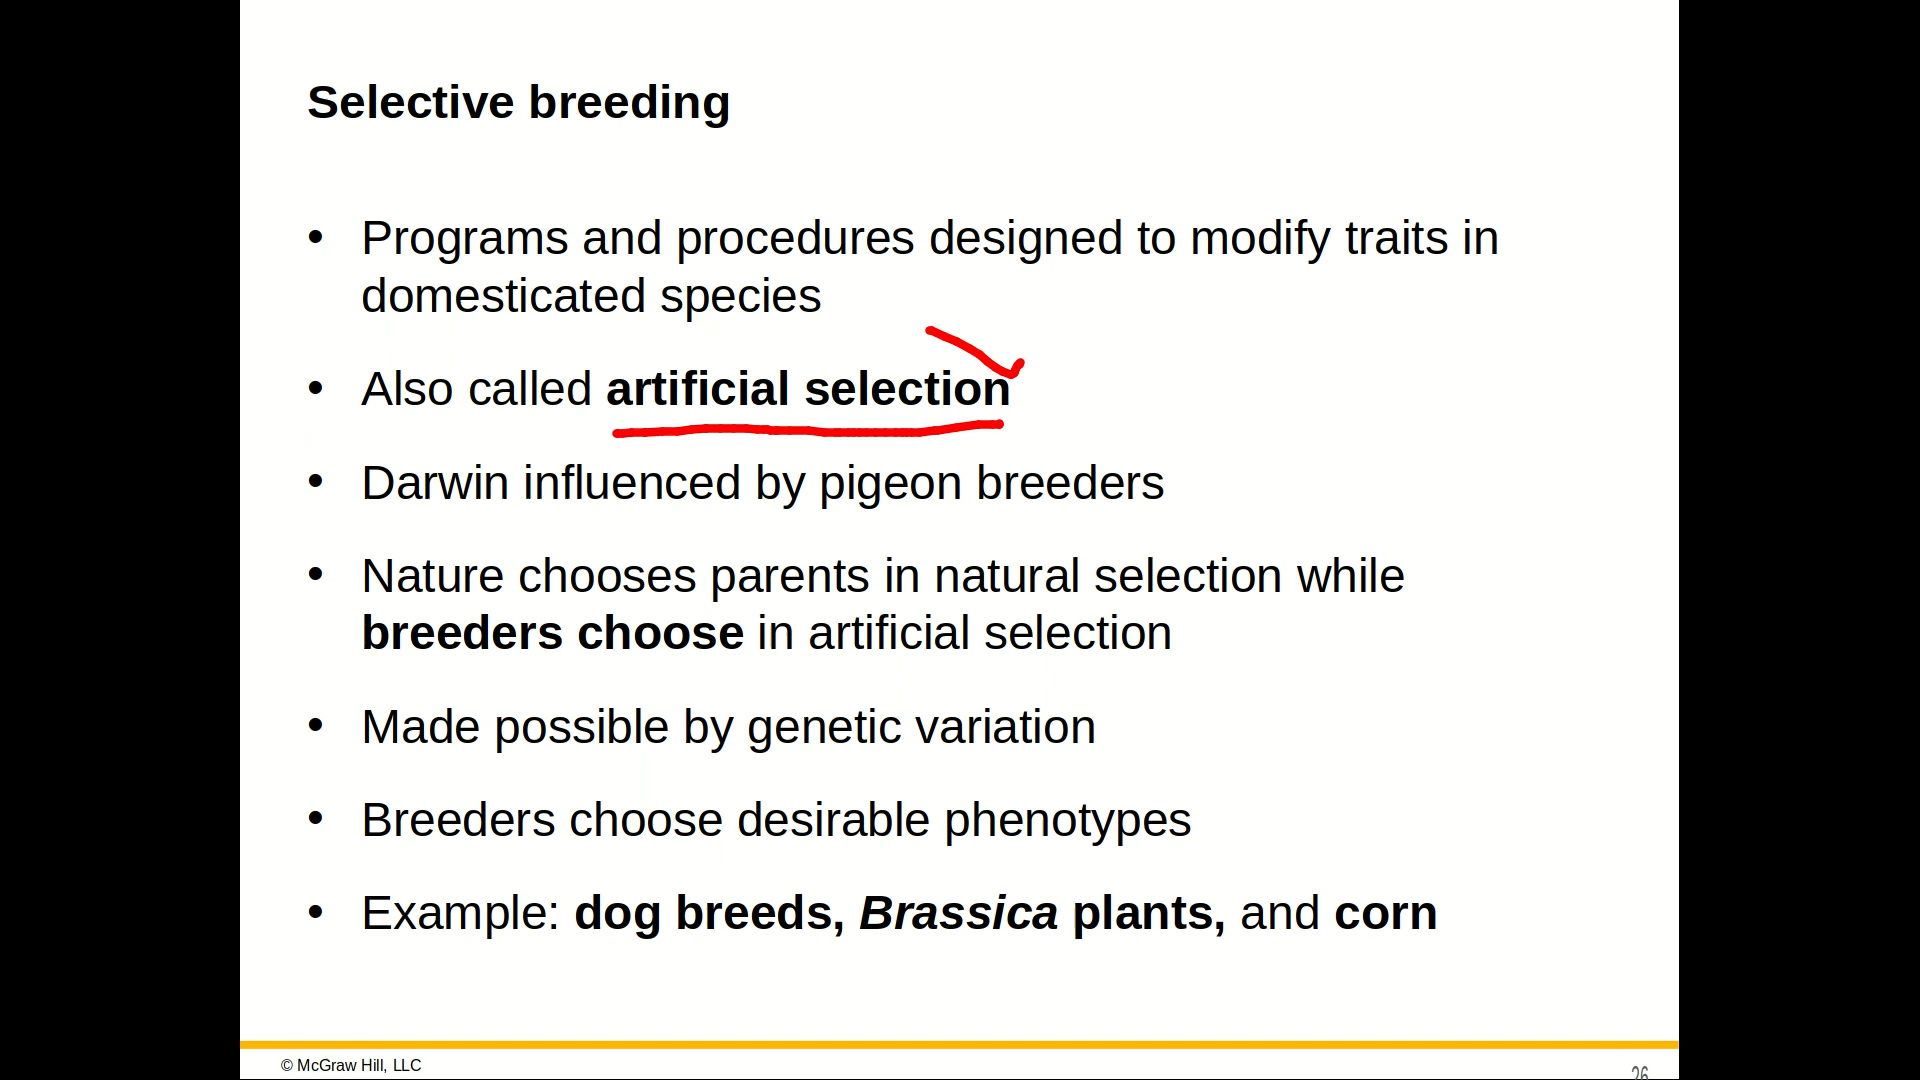 Selective breeding
• Programs and procedures designed to modify traits in
domesticated species
• Also called artificial selection
• Darwin influenced by pigeon breeders
• Nature chooses parents in natural selection while
breeders choose in artificial selection
• Made possible by genetic variation
• Breeders choose desirable phenotypes
• Example: dog breeds, Brassica plants, and corn
© McGraw Hill, LLC
26